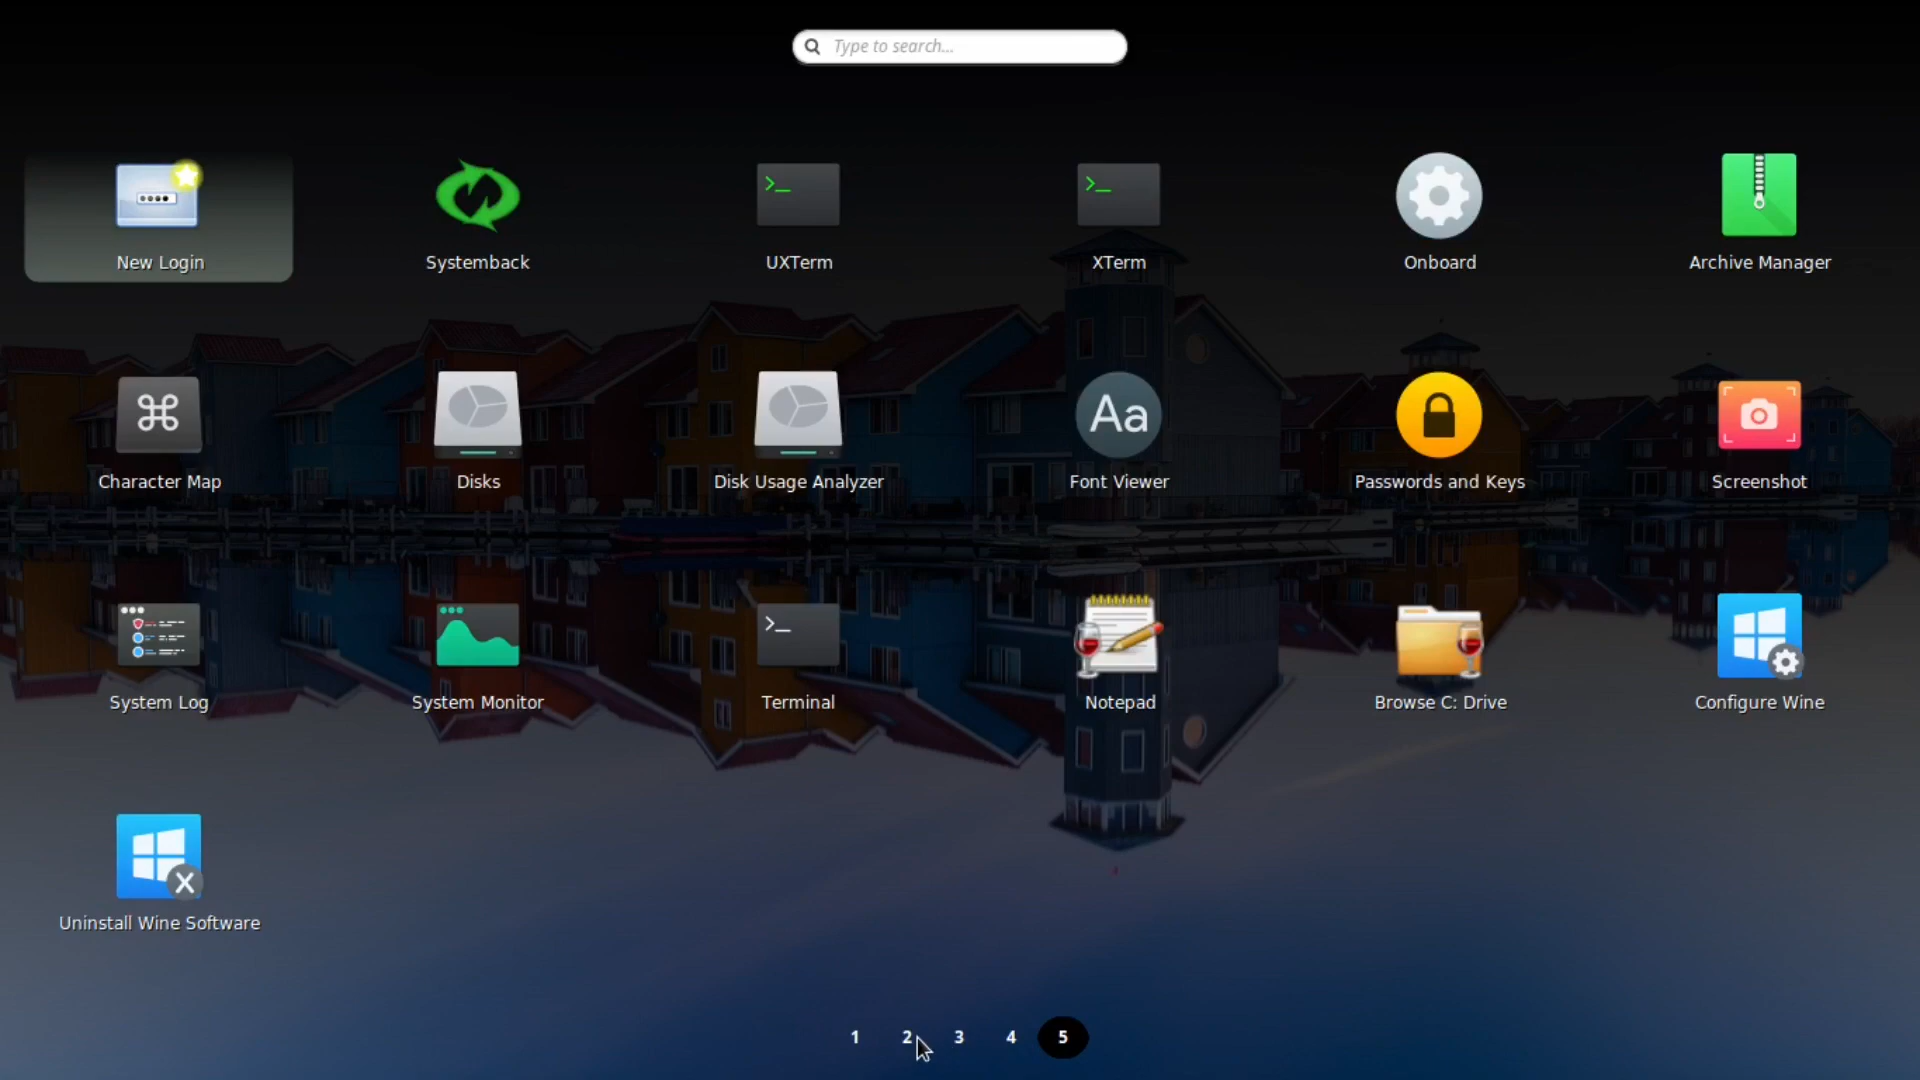 Type to search...
New Login
Systemback
UXTerm
XTerm
Onboard
Archive Manager
Character Map
Disks
Disk Usage Analyzer
Font Viewer
Passwords and Keys
Screenshot
System Log
System Monitor
Terminal
Notepad
Browse C: Drive
Configure Wine
Uninstall Wine Software
1 2 3 4 5